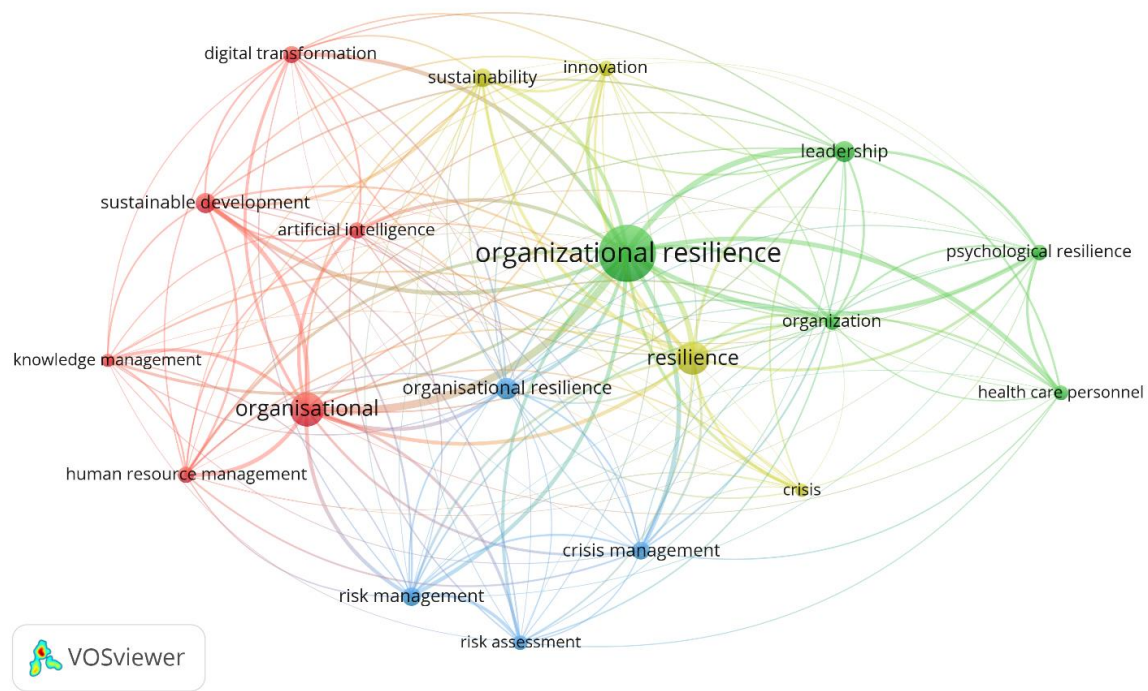 digital transformation
sustainability
innovation
leadership
sustainable development
artificial intelligence
organizational resilience
psychological resilience
organization
knowledge management
resilience
organisational resilience
health care personnel
organisational
human resource management
crisis
crisis management
risk management
risk assessment
VOSviewer